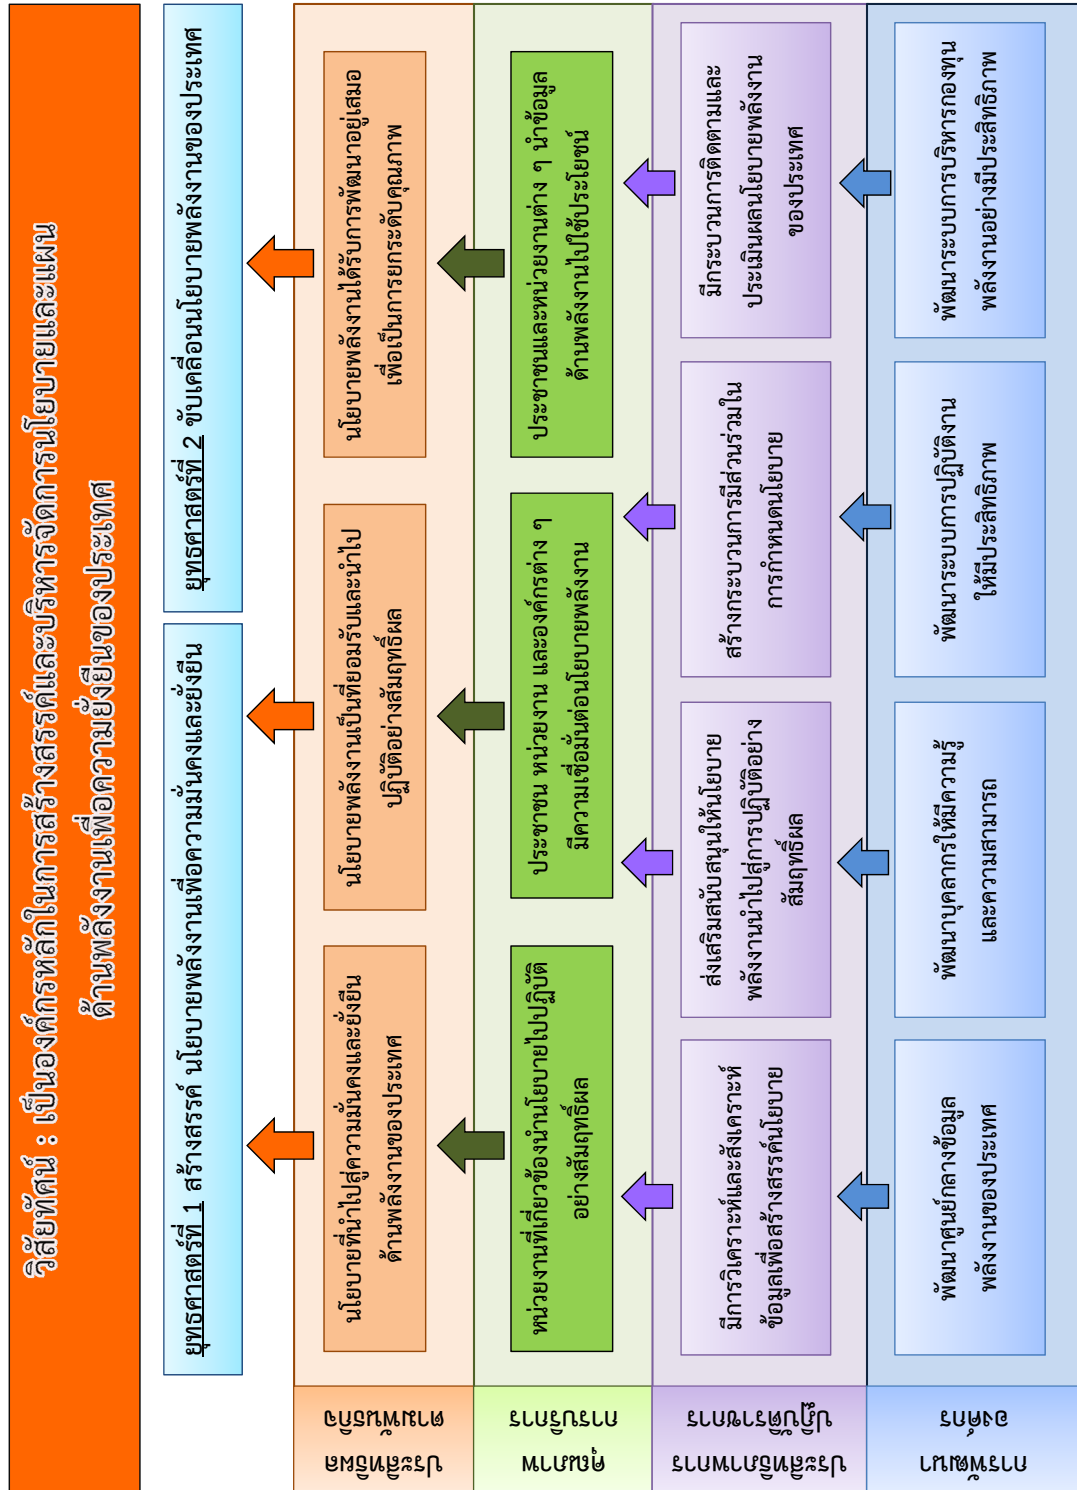 วิสัยทัศน์ : เป็นองค์กรหลักในการสร้างสรรค์และบริหารจัดการนโยบายและแผน
ด้านพลังงานเพื่อความยั่งยืนของประเทศ
ยุทธศาสตร์ที่ 1 สร้างสรรค์ นโยบายพลังงานเพื่อความมั่นคงและยั่งยืน
ยุทธศาสตร์ที่ 2 ขับเคลื่อนนโยบายพลังงานของประเทศ
ประสิทธิผล
ตามพันธกิจ
นโยบายที่นำไปสู่ความมั่นคงและยั่งยืน
ด้านพลังงานของประเทศ
นโยบายพลังงานเป็นที่ยอมรับและนำไป
ปฏิบัติอย่างสัมฤทธิ์ผล
นโยบายพลังงานได้รับการพัฒนาอยู่เสมอ
เพื่อเป็นการยกระดับคุณภาพ
คุณภาพ
การบริการ
หน่วยงานที่เกี่ยวข้องนำนโยบายไปปฏิบัติ
อย่างสัมฤทธิ์ผล
ประชาชน หน่วยงาน และองค์กรต่าง ๆ
มีความเชื่อมั่นต่อนโยบายพลังงาน
ประชาชนและหน่วยงานต่าง ๆ นำข้อมูล
ด้านพลังงานไปใช้ประโยชน์
ประสิทธิภาพการ
ปฏิบัติราชการ
มีการวิเคราะห์และสังเคราะห์
ข้อมูลเพื่อสร้างสรรค์นโยบาย
ส่งเสริมสนับสนุนให้นโยบาย
พลังงานนำไปสู่การปฏิบัติอย่าง
สัมฤทธิ์ผล
สร้างกระบวนการมีส่วนร่วมใน
การกำหนดนโยบาย
มีกระบวนการติดตามและ
ประเมินผลนโยบายพลังงาน
ของประเทศ
การพัฒนา
องค์กร
พัฒนาศูนย์กลางข้อมูล
พลังงานของประเทศ
พัฒนาบุคลากรให้มีความรู้
และความสามารถ
พัฒนาระบบการปฏิบัติงาน
ให้มีประสิทธิภาพ
พัฒนาระบบการบริหารกองทุน
พลังงานอย่างมีประสิทธิภาพ